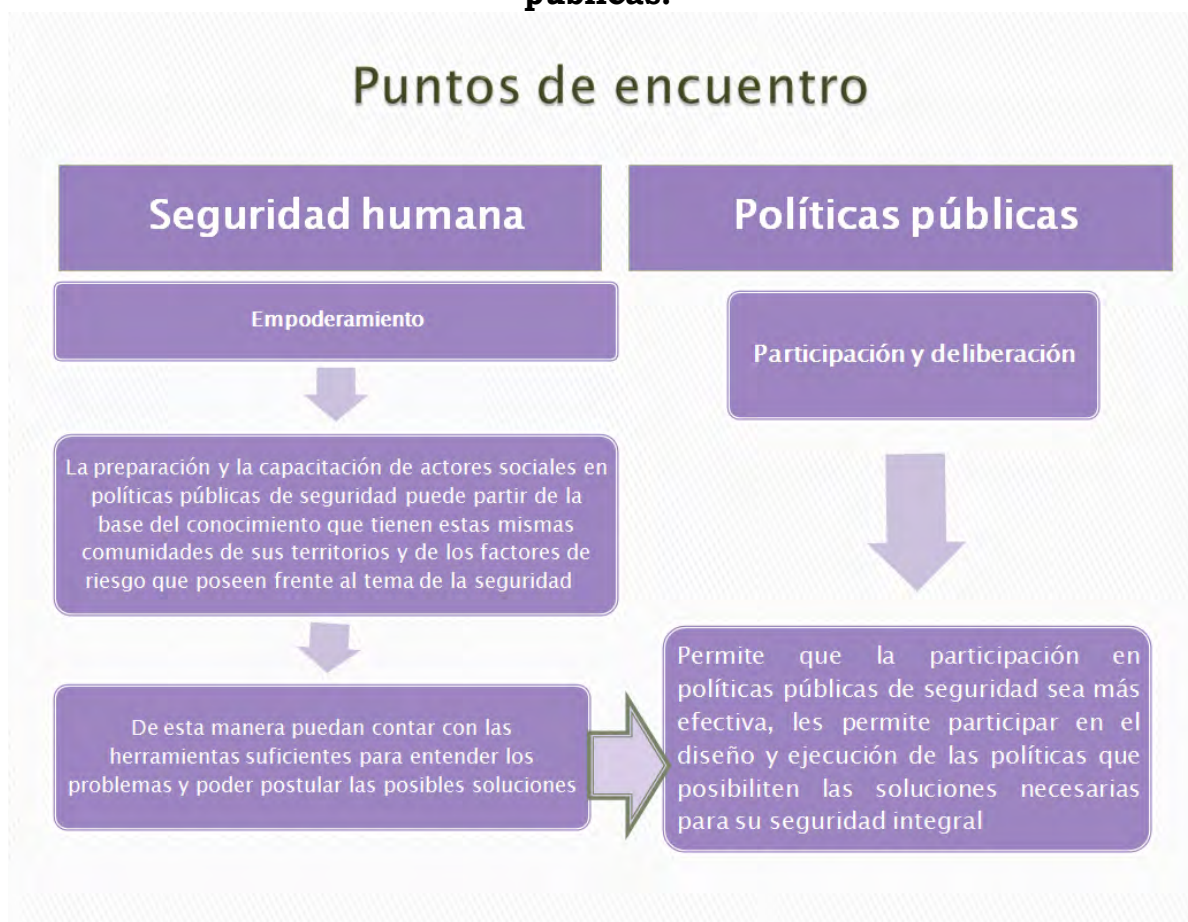 públicas.
Puntos de encuentro
Seguridad humana
Empoderamiento
La preparación y la capacitación de actores sociales en
políticas públicas de seguridad puede partir de la
base del conocimiento que tienen estas mismas
comunidades de sus territorios y de los factores de
riesgo que poseen frente al tema de la seguridad
De esta manera puedan contar con las
herramientas suficientes para entender los
problemas y poder postular las posibles soluciones
Políticas públicas
Participación y deliberación
Permite que la participación en
políticas públicas de seguridad sea más
efectiva, les permite participar en el
diseño y ejecución de las políticas que
posibiliten las soluciones necesarias
para su seguridad integral